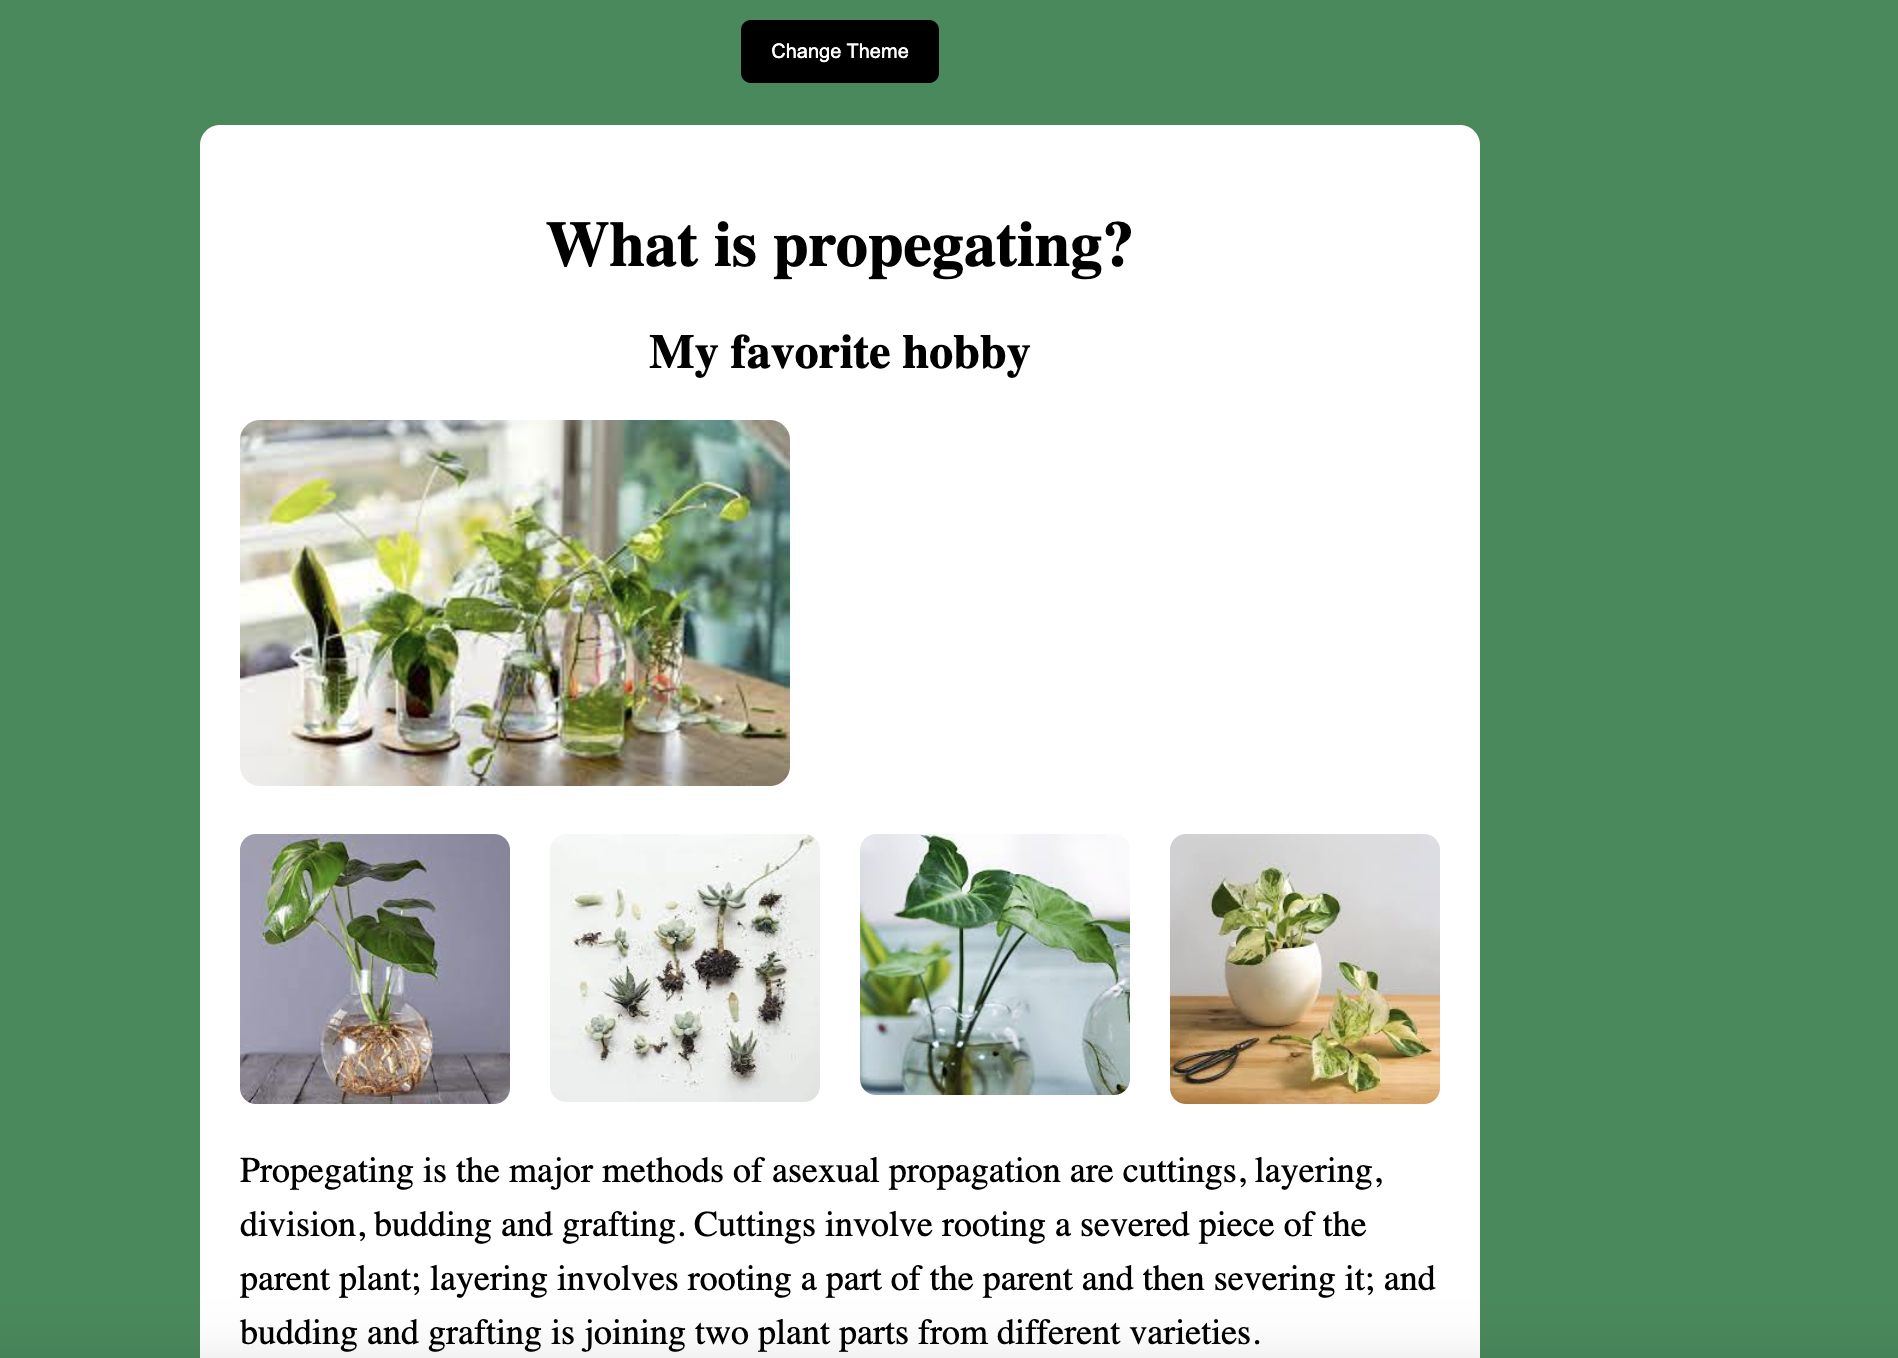 Change Theme
What is propegating?
My favorite hobby
Propegating is the major methods of asexual propagation are cuttings, layering,
division, budding and grafting. Cuttings involve rooting a severed piece of the
parent plant; layering involves rooting a part of the parent and then severing it; and
budding and grafting is joining two plant parts from different varieties.